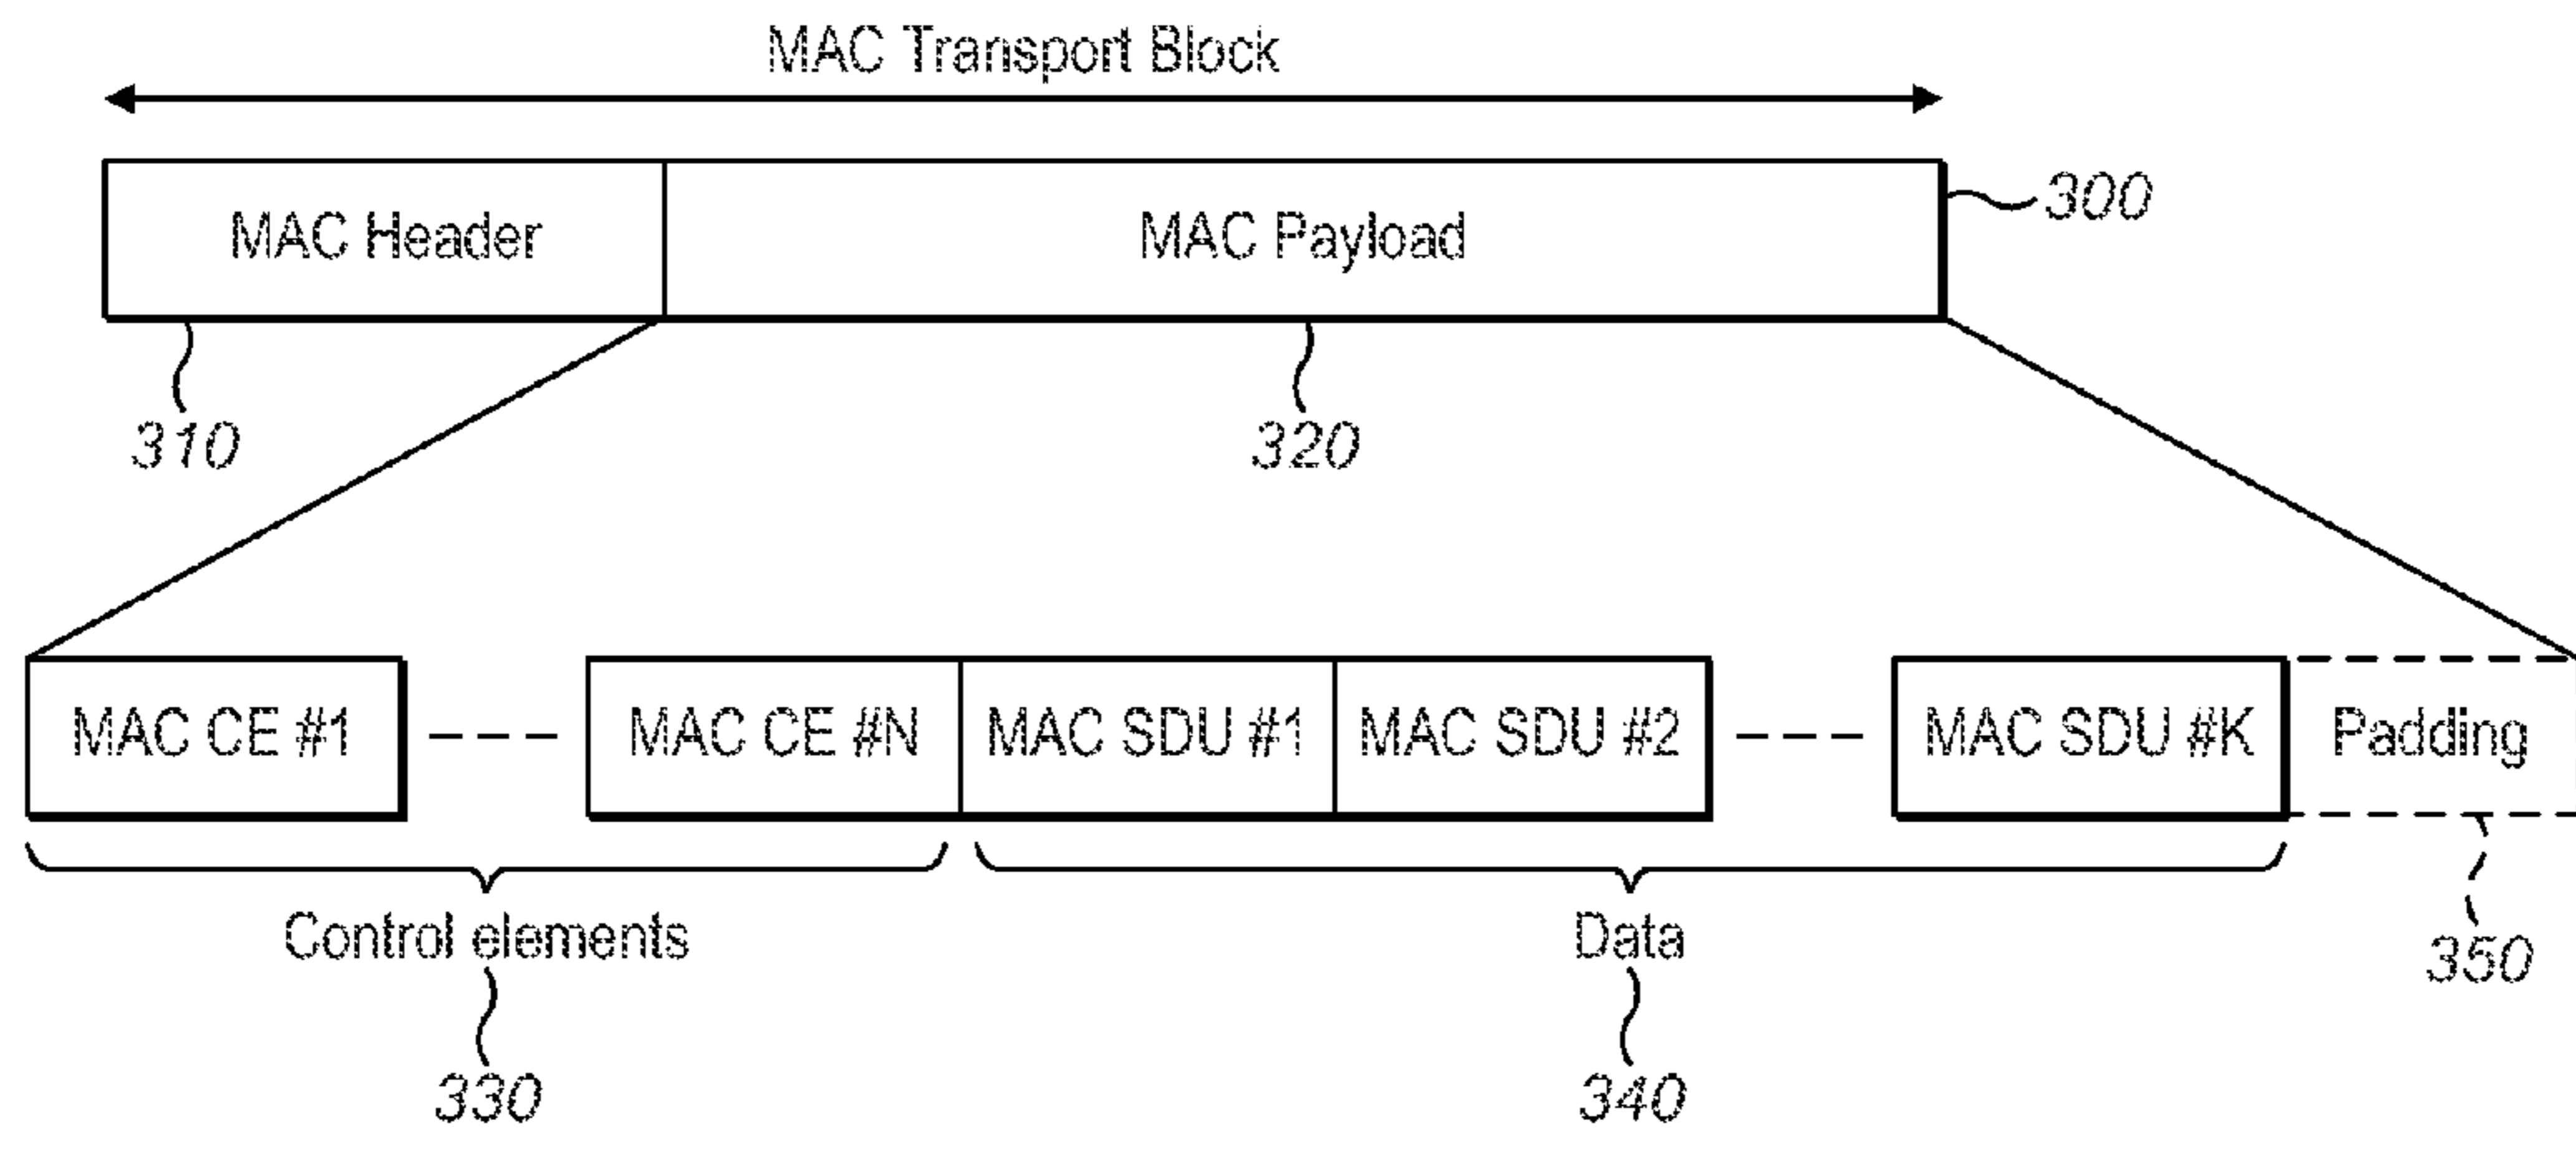 MAC Transport Block
MAC Header
MAC Payload
300
310
320
MAC CE #1
MAC CE #N
MAC SDU #1
MAC SDU #2
MAC SDU #K
Padding
Control elements
Data
350
330
340